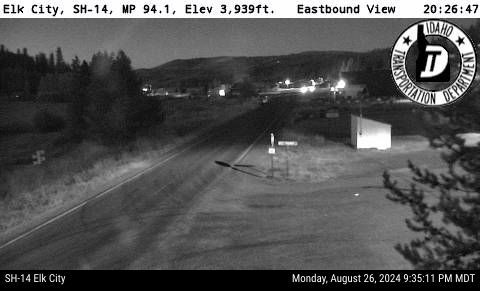 Elk City, SH-14, MP 94.1, Elev 3,939ft. Eastbound View 20:26:47
IDAHO
TRANSPORTATION DEPARTMENT
SH-14 Elk City
Monday, August 26, 2024 9:35:11 PM MDT